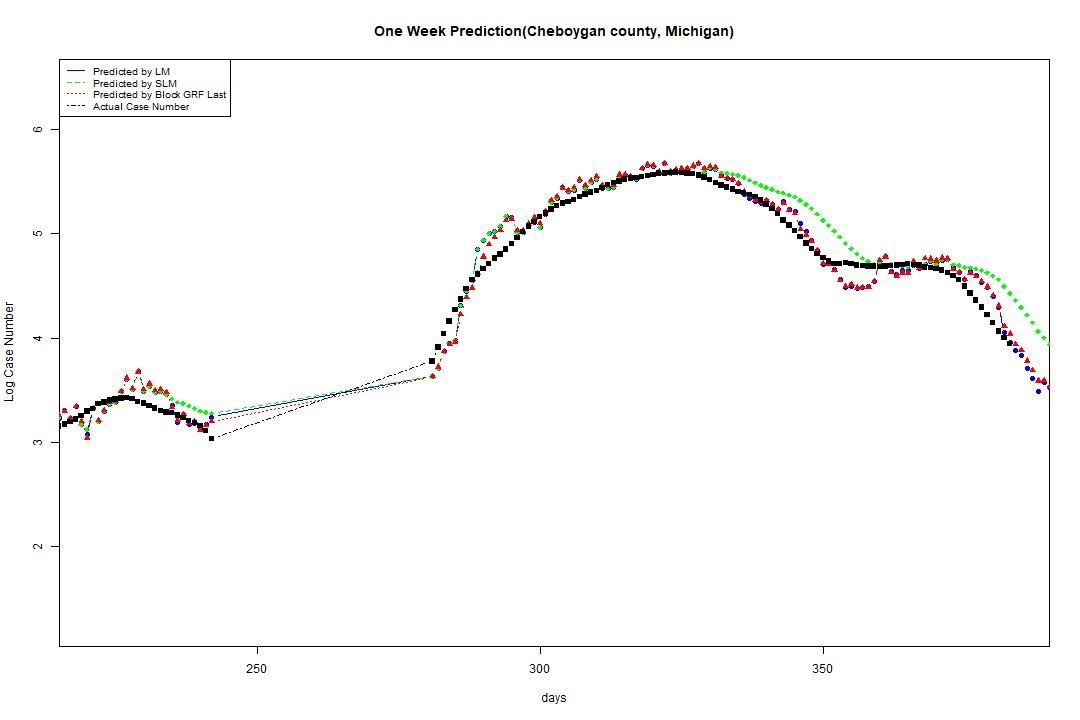 One Week Prediction(Cheboygan county, Michigan)
Predicted by LM
Predicted by SLM
Predicted by Block GRF Last
Actual Case Number
6
5
4
3
2
Log Case Number
250
300
350
days